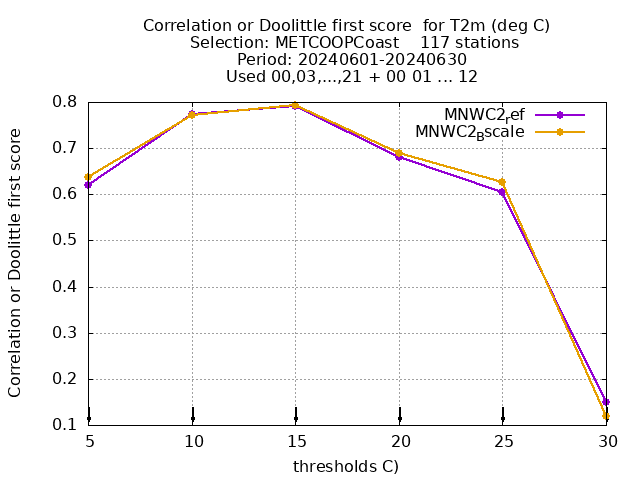 Correlation or Doolittle first score  for T2m (deg C)
Selection: METCOOPCoast    117 stations
Period: 20240601-20240630
Used 00,03,...,21 + 00 01 ... 12
MNWC2ref
MNWC2Bscale
Correlation or Doolittle first score
0.8
0.7
0.6
0.5
0.4
0.3
0.2
0.1
5 10 15 20 25 30
thresholds C)